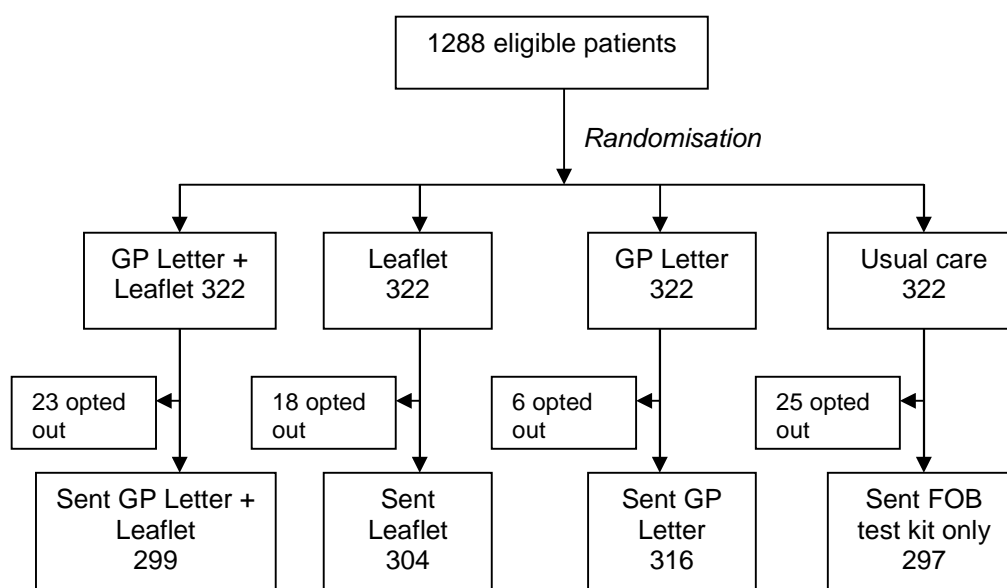 1288 eligible patients
Randomisation
GP Letter +
Leaflet 322
Leaflet
322
GP Letter
322
Usual care
322
23 opted
out
18 opted
out
6 opted
out
25 opted
out
Sent GP Letter +
Leaflet
299
Sent
Leaflet
304
Sent GP
Letter
316
Sent FOB
test kit only
297